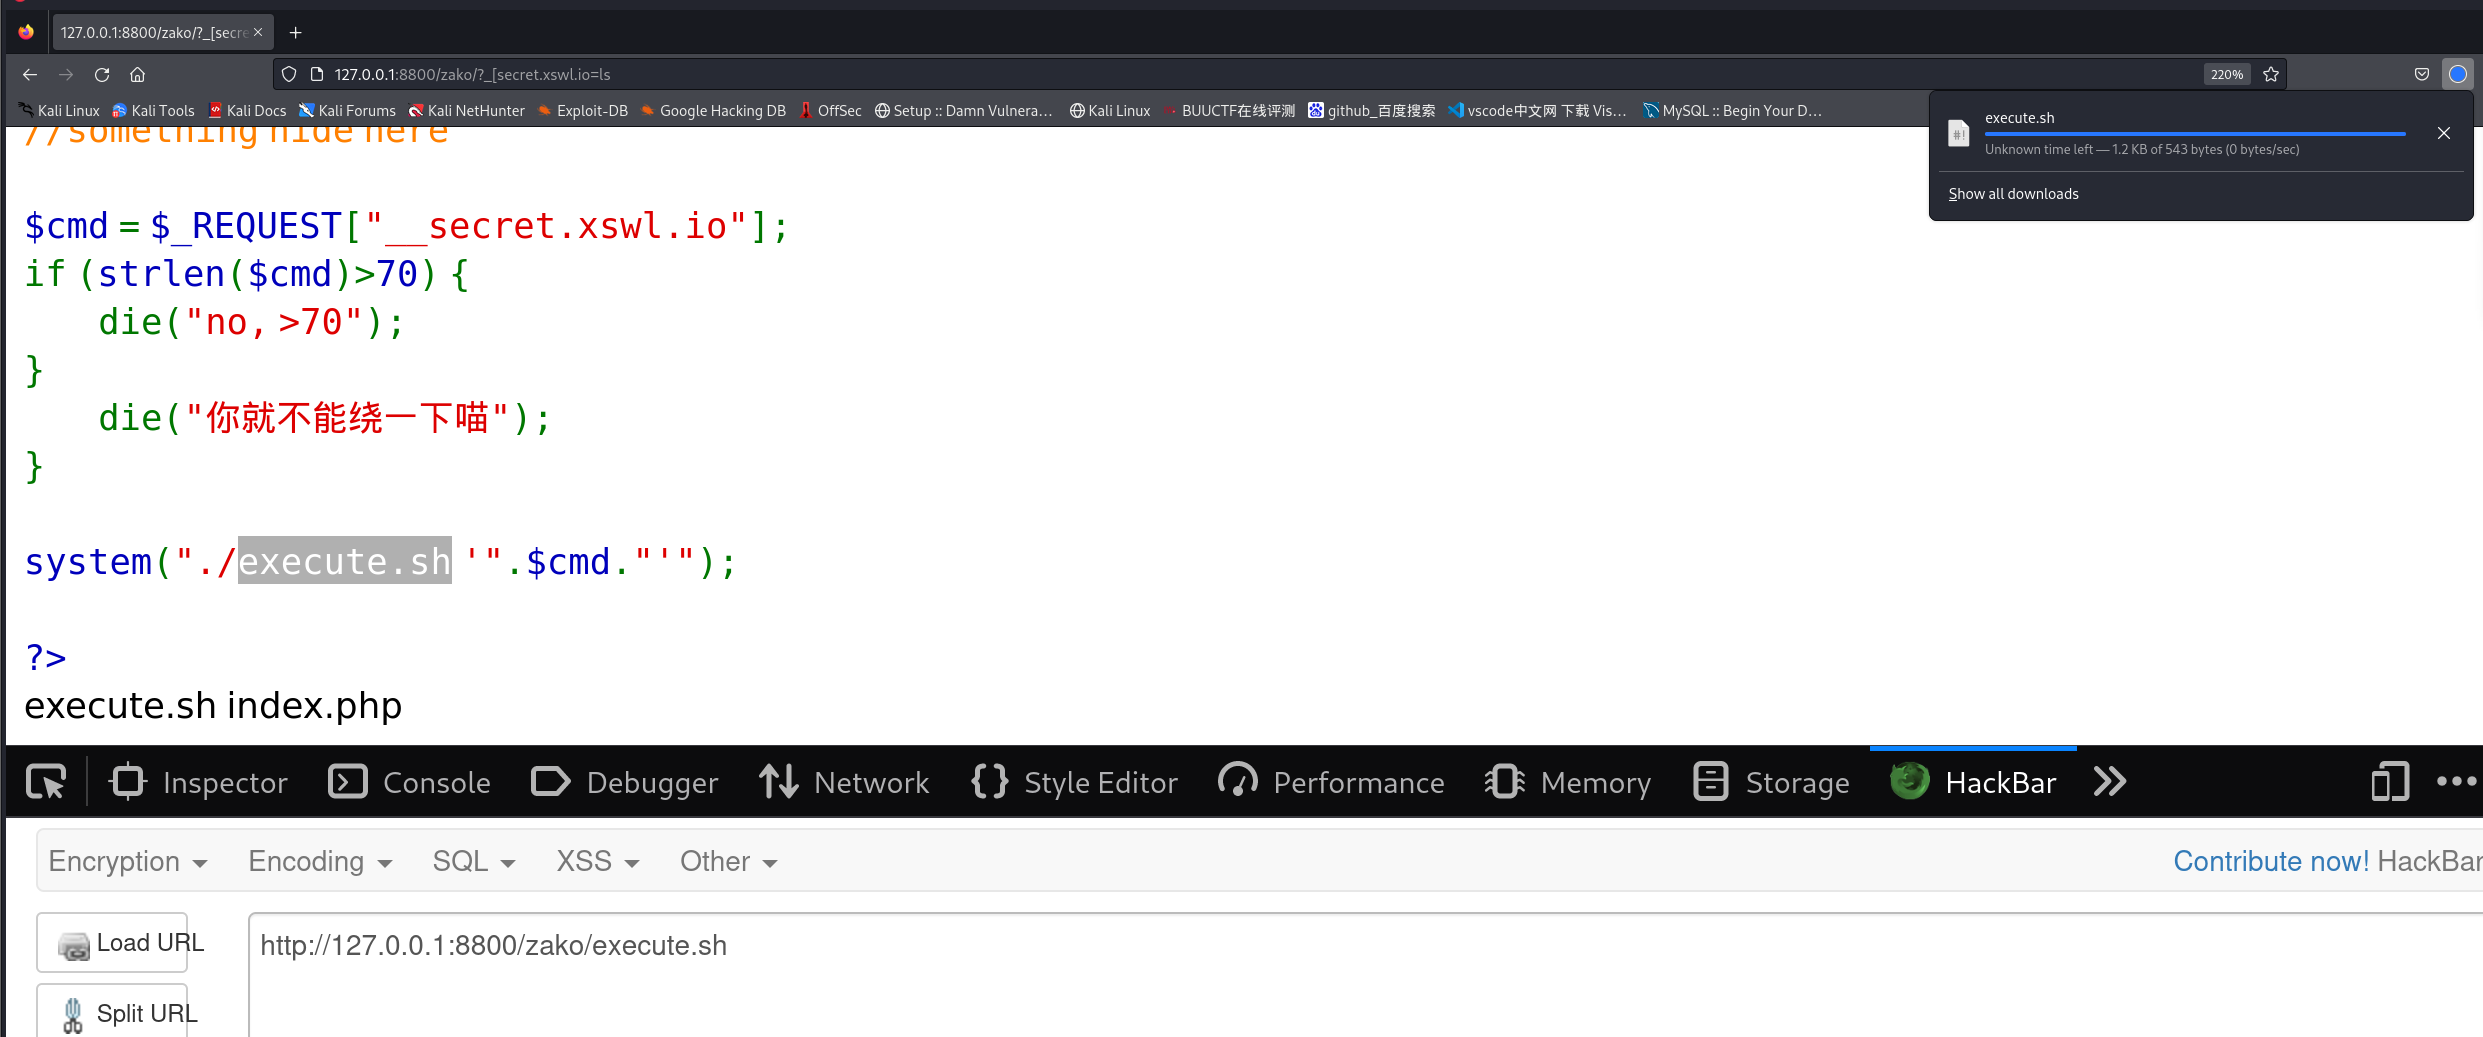 127.0.0.1:8800/zako/?_[secre
127.0.0.1:8800/zako/?_[secret.xswl.io=ls
220%
Kali Linux Kali Tools Kali Docs Kali Forums Kali NetHunter Exploit-DB Google Hacking DB OffSec Setup :: Damn Vulnera... Kali Linux BUUCTF在线评测 github_百度搜索 vscode中文网 下载 Vis... MySQL :: Begin Your D...
execute.sh
Unknown time left — 1.2 KB of 543 bytes (0 bytes/sec)
Show all downloads
//something hide here
$cmd = $_REQUEST["__secret.xswl.io"];
if (strlen($cmd)>70) {
die("no, >70");
}
die("你就不能绕一下喵");
}
system("./execute.sh '".$cmd."'");
?>
execute.sh index.php
Inspector Console Debugger Network Style Editor Performance Memory Storage HackBar
Encryption Encoding SQL XSS Other Contribute now! HackBar
Load URL http://127.0.0.1:8800/zako/execute.sh
Split URL